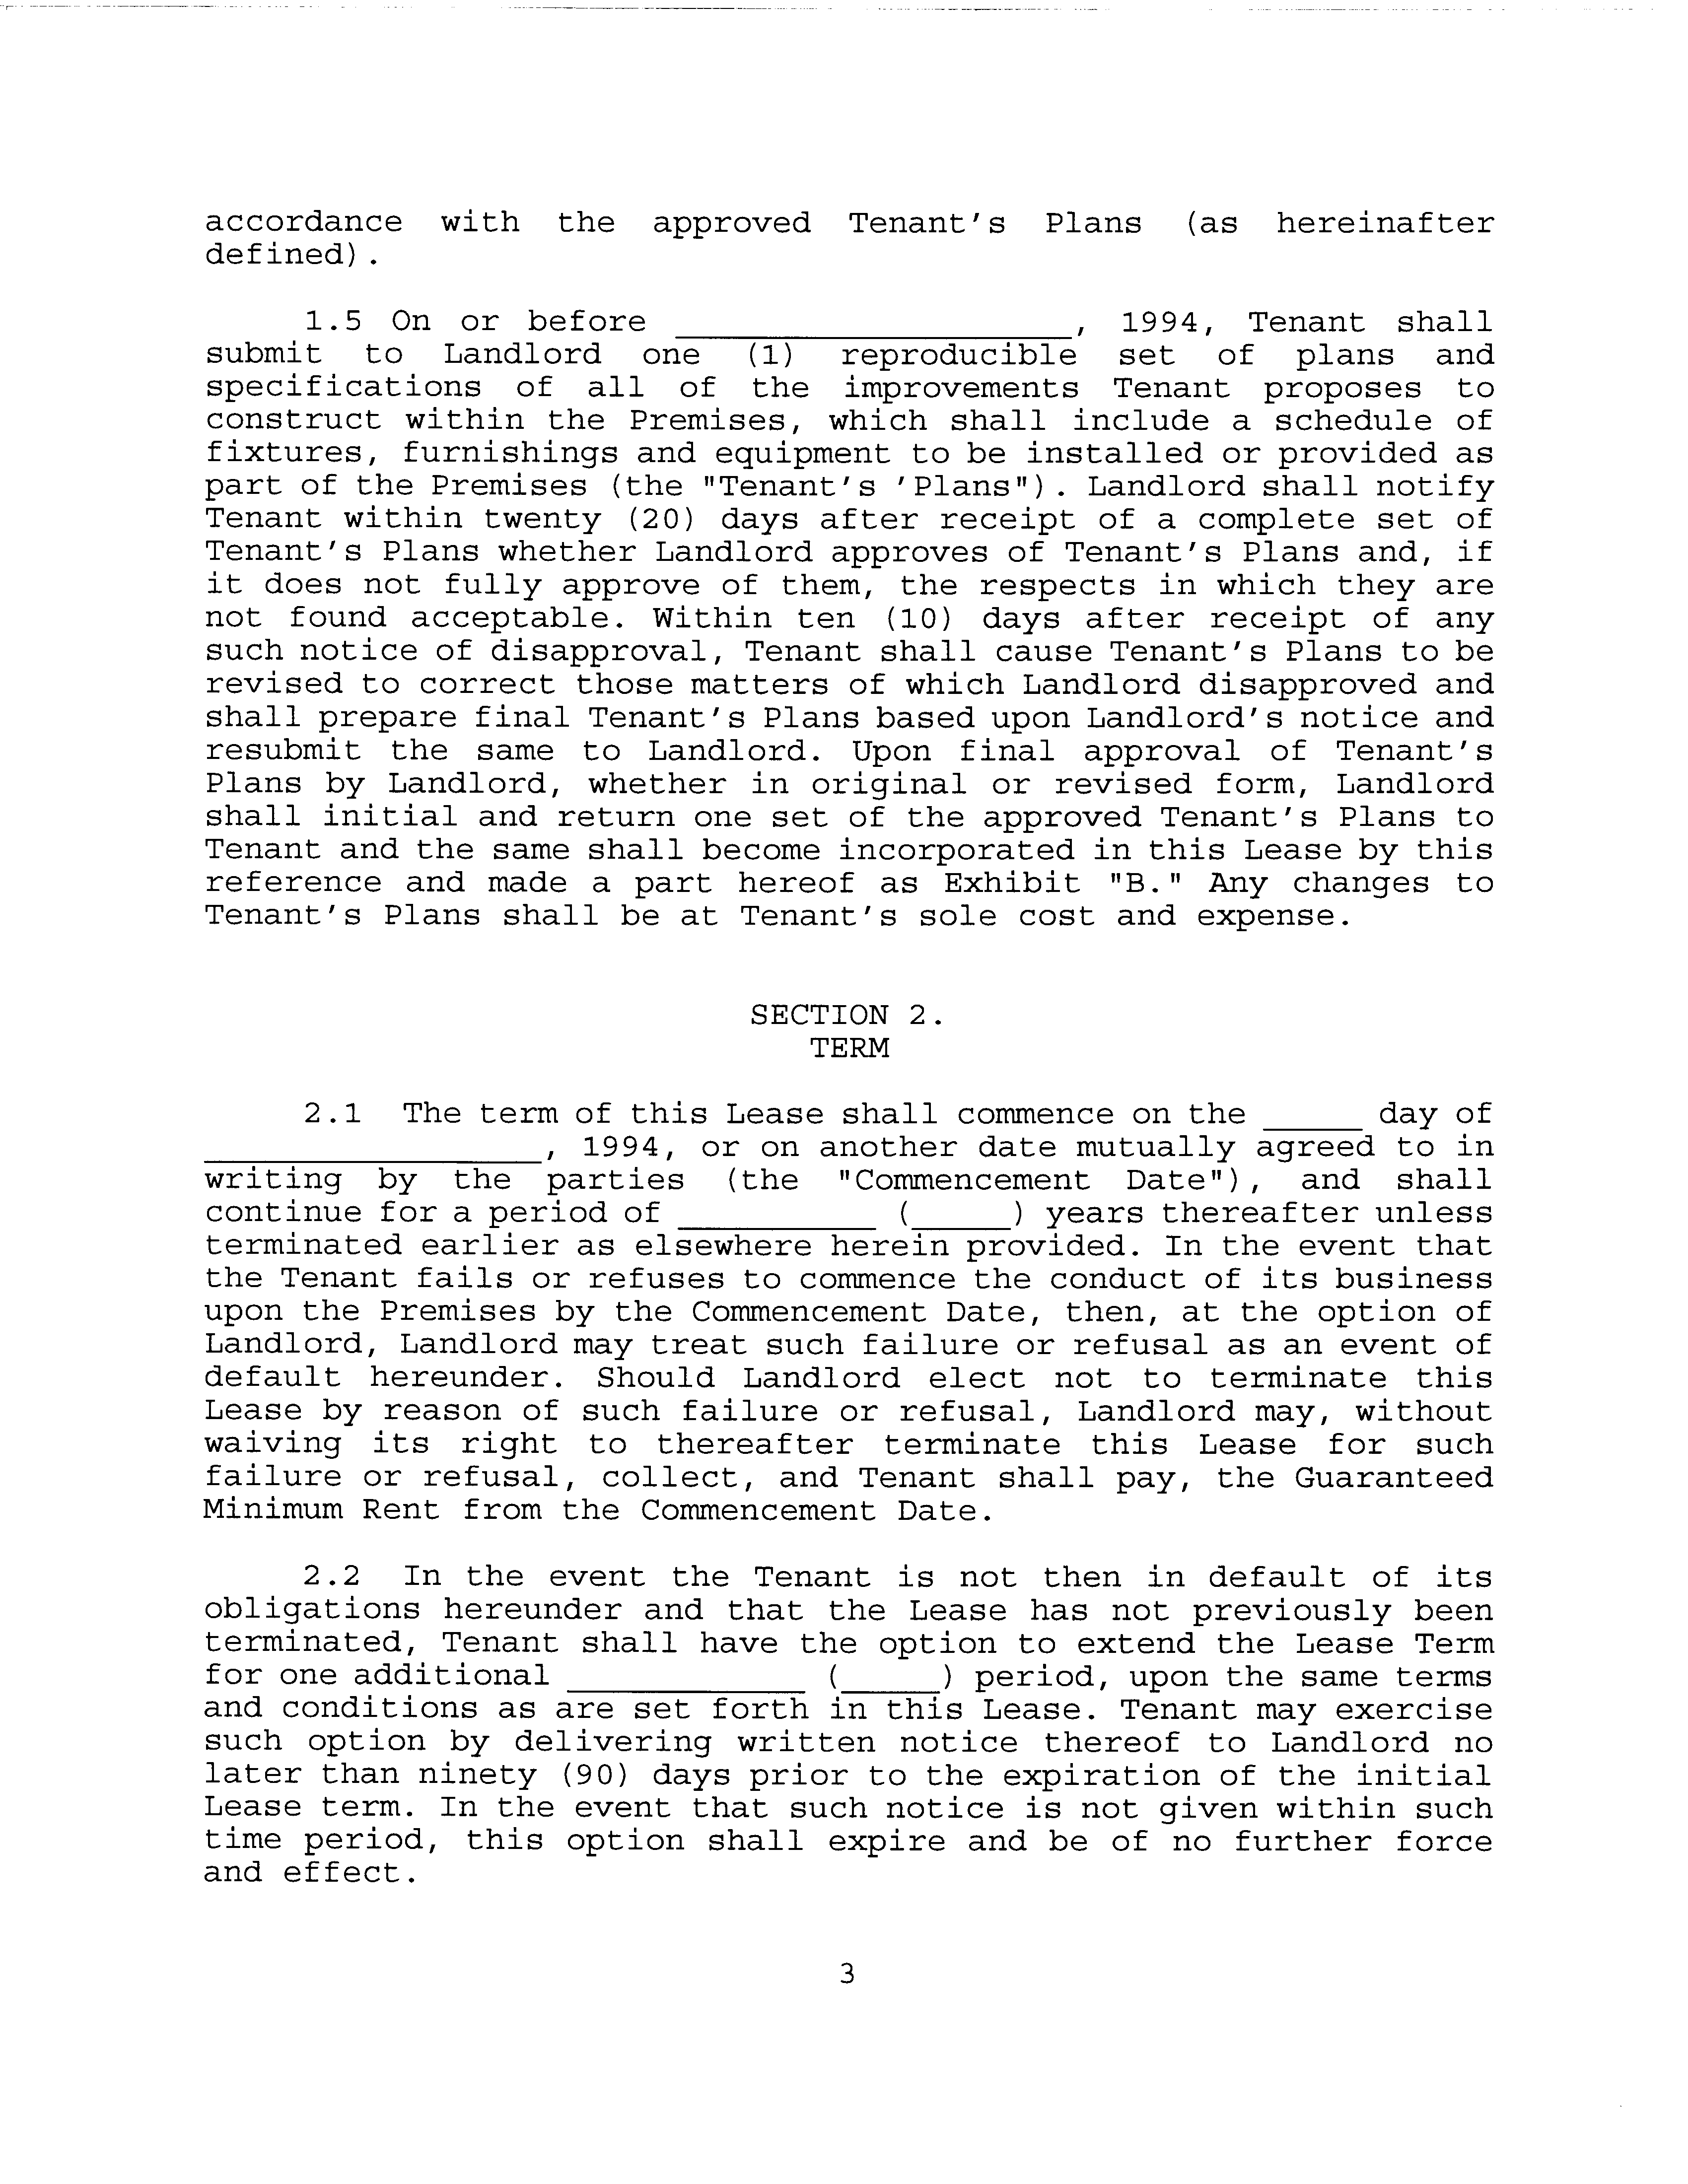 accordance with the approved Tenant's Plans (as hereinafter
defined).
1.5 On or before ____________________, 1994, Tenant shall
submit to Landlord one (1) reproducible set of plans and
specifications of all of the improvements Tenant proposes to
construct within the Premises, which shall include a schedule of
fixtures, furnishings and equipment to be installed or provided as
part of the Premises (the "Tenant's 'Plans"). Landlord shall notify
Tenant within twenty (20) days after receipt of a complete set of
Tenant's Plans whether Landlord approves of Tenant's Plans and, if
it does not fully approve of them, the respects in which they are
not found acceptable. Within ten (10) days after receipt of any
such notice of disapproval, Tenant shall cause Tenant's Plans to be
revised to correct those matters of which Landlord disapproved and
shall prepare final Tenant's Plans based upon Landlord's notice and
resubmit the same to Landlord. Upon final approval of Tenant's
Plans by Landlord, whether in original or revised form, Landlord
shall initial and return one set of the approved Tenant's Plans to
Tenant and the same shall become incorporated in this Lease by this
reference and made a part hereof as Exhibit "B." Any changes to
Tenant's Plans shall be at Tenant's sole cost and expense.
SECTION 2.
TERM
2.1 The term of this Lease shall commence on the _____ day of
_________________, 1994, or on another date mutually agreed to in
writing by the parties (the "Commencement Date"), and shall
continue for a period of __________ (_____) years thereafter unless
terminated earlier as elsewhere herein provided. In the event that
the Tenant fails or refuses to commence the conduct of its business
upon the Premises by the Commencement Date, then, at the option of
Landlord, Landlord may treat such failure or refusal as an event of
default hereunder. Should Landlord elect not to terminate this
Lease by reason of such failure or refusal, Landlord may, without
waiving its right to thereafter terminate this Lease for such
failure or refusal, collect, and Tenant shall pay, the Guaranteed
Minimum Rent from the Commencement Date.
2.2 In the event the Tenant is not then in default of its
obligations hereunder and that the Lease has not previously been
terminated, Tenant shall have the option to extend the Lease Term
for one additional ____________ (_____) period, upon the same terms
and conditions as are set forth in this Lease. Tenant may exercise
such option by delivering written notice thereof to Landlord no
later than ninety (90) days prior to the expiration of the initial
Lease term. In the event that such notice is not given within such
time period, this option shall expire and be of no further force
and effect.
3